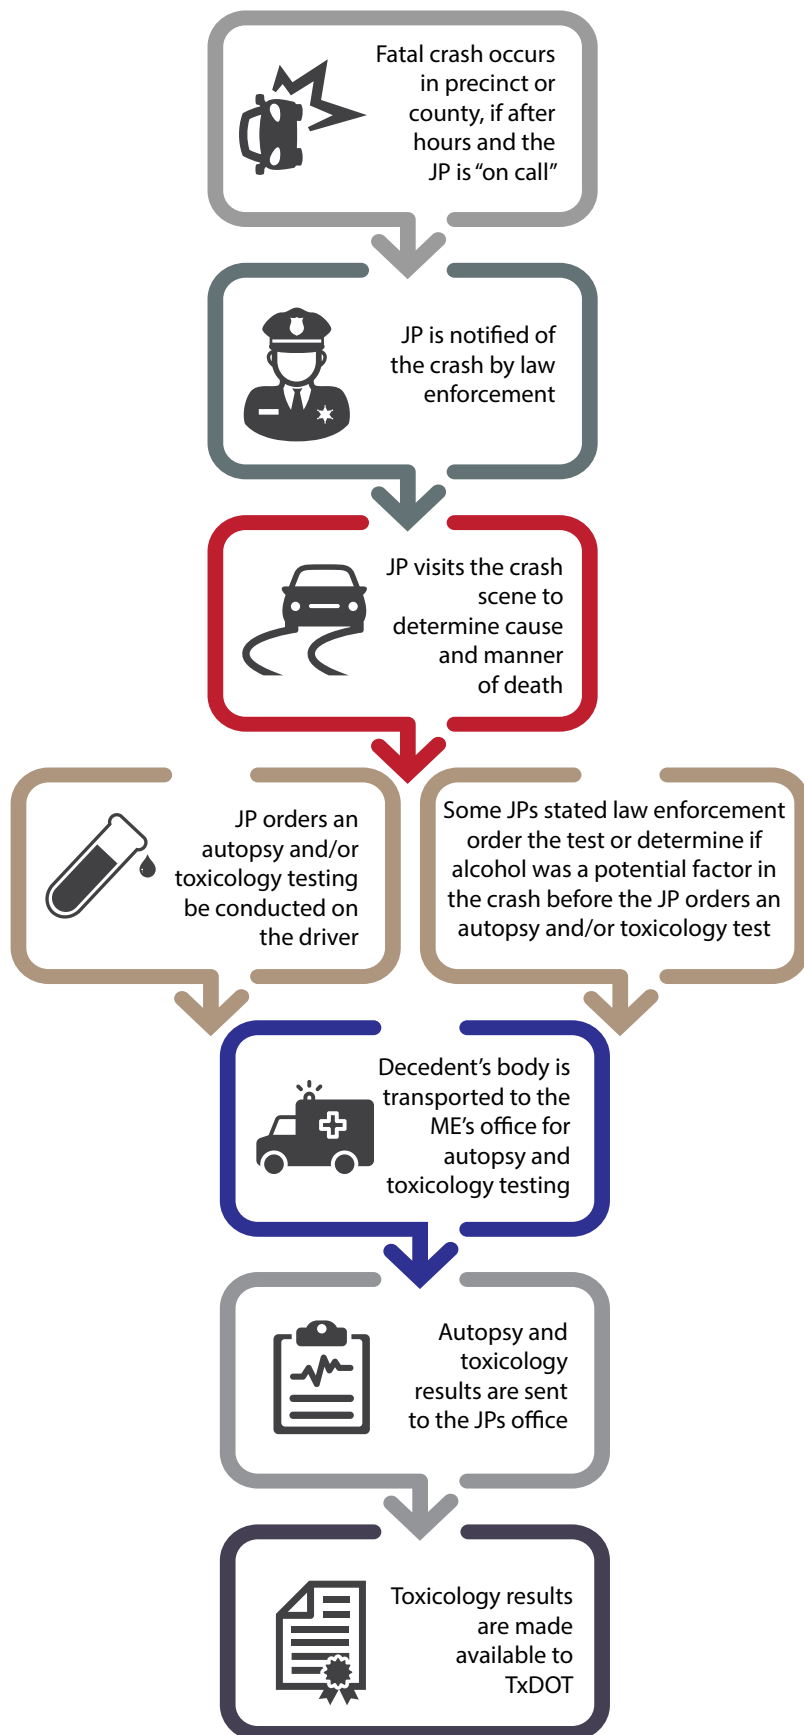 Fatal crash occurs
in precinct or
county, if after
hours and the
JP is “on call”
JP is notified of
the crash by law
enforcement
JP visits the crash
scene to
determine cause
and manner
of death
JP orders an
autopsy and/or
toxicology testing
be conducted on
the driver
Some JPs stated law enforcement
order the test or determine if
alcohol was a potential factor in
the crash before the JP orders an
autopsy and/or toxicology test
Decedent’s body is
transported to the
ME’s office for
autopsy and
toxicology testing
Autopsy and
toxicology
results are sent
to the JPs office
Toxicology results
are made
available to
TxDOT